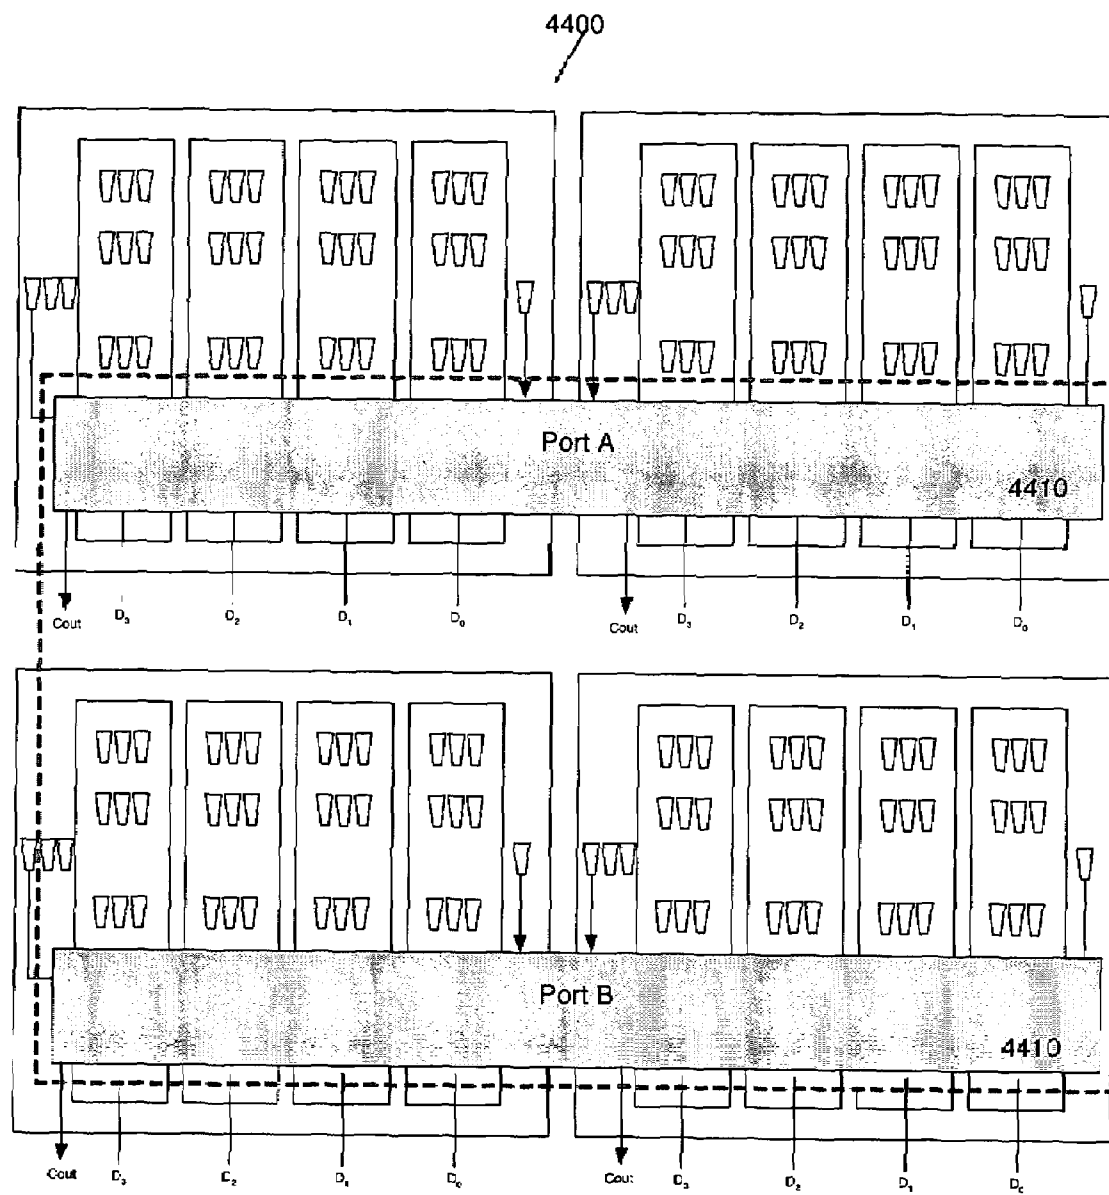 4400
Port A
4410
Cout D₃ D₂ D₁ D₀ Cout D₃ D₂ D₁ D₀
Port B
4410
Cout D₃ D₂ D₁ D₀ Cout D₃ D₂ D₁ D₀